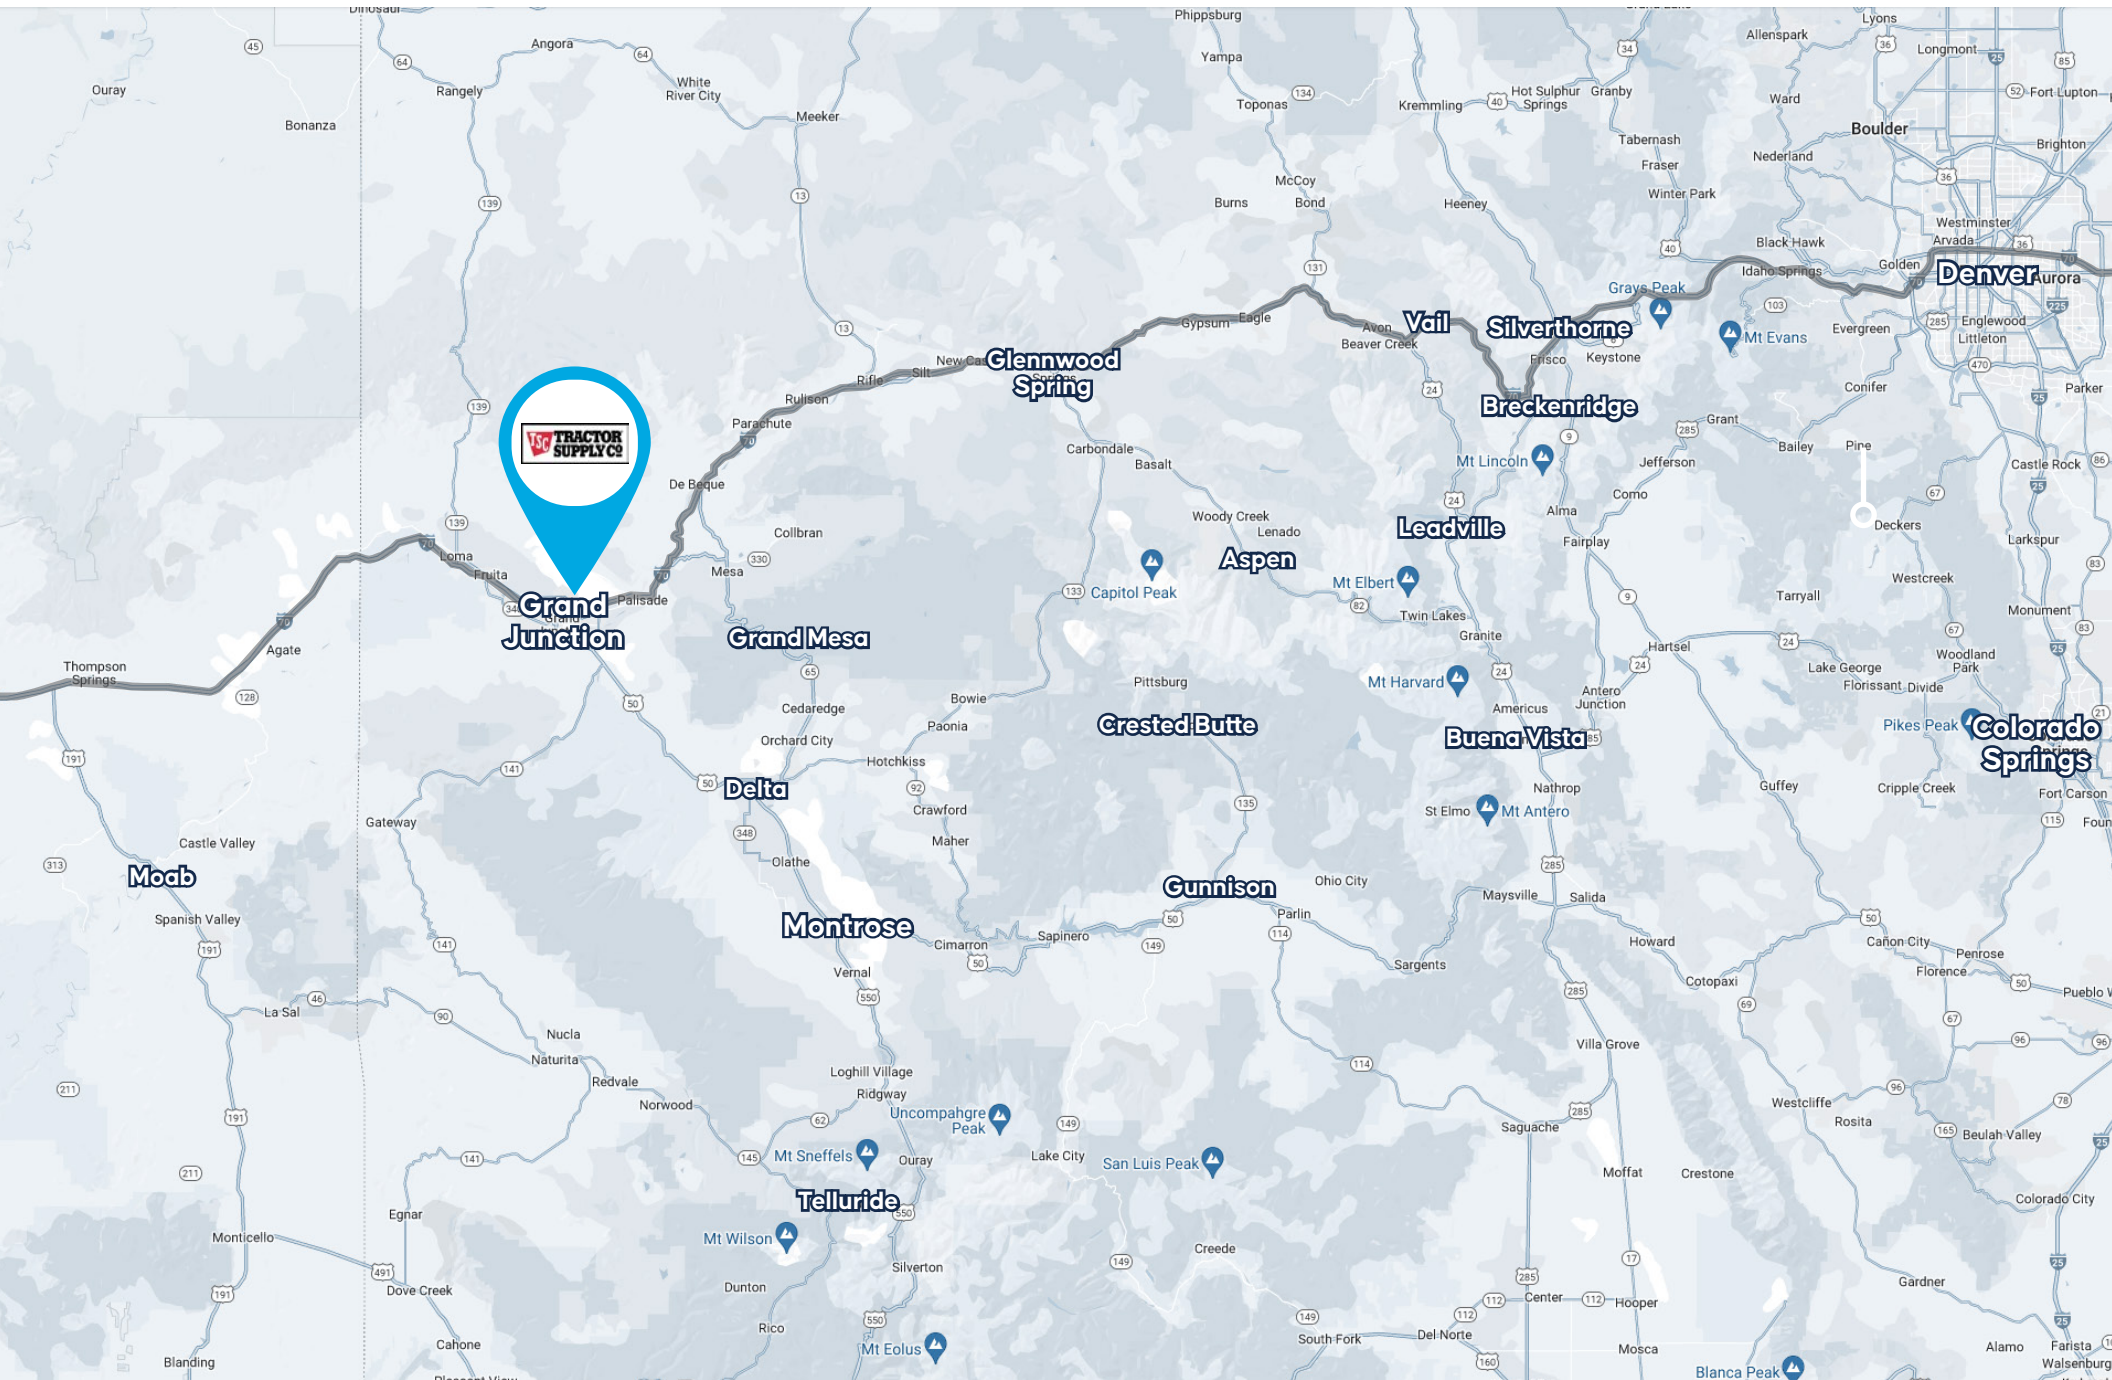 Dinosaur
Phippsburg
Lyons
Allenspark
Longmont
Angora
Yampa
Ouray
Rangely
White
River City
Toponas
Kremmling
Hot Sulphur
Springs
Granby
Ward
Fort Lupton
Bonanza
Meeker
Tabernash
Boulder
Brighton
Fraser
Nederland
McCoy
Burns
Bond
Heeney
Winter Park
Westminster
Arvada
Black Hawk
Golden
Idaho Springs
Denver
Aurora
Grays Peak
Gypsum
Eagle
Avon
Vail
Silverthorne
Mt Evans
Evergreen
Englewood
Littleton
Beaver Creek
Frisco
Keystone
New Cas
Glennwood
Spring
Silt
Rifle
Rulison
Conifer
Parker
Breckenridge
Parachute
Grant
TSC TRACTOR
SUPPLY CO
Carbondale
Basalt
Mt Lincoln
Jefferson
Bailey
Pine
Castle Rock
De Beque
Como
Woody Creek
Lenado
Alma
Collbran
Leadville
Deckers
Fairplay
Larkspur
Loma
Fruita
Mesa
Aspen
Capitol Peak
Mt Elbert
Westcreek
Palisade
Grand
Junction
Twin Lakes
Tarryall
Monument
Granite
Grand Mesa
Agate
Hartsel
Thompson
Springs
Lake George
Woodland
Park
Florissant
Divide
Pittsburg
Mt Harvard
Antero
Junction
Bowie
Cedaredge
Paonia
Americus
Crested Butte
Buena Vista
Pikes Peak
Colorado
Springs
Orchard City
Hotchkiss
Delta
Nathrop
Guffey
Cripple Creek
Fort Carson
Crawford
St Elmo
Mt Antero
Gateway
Maher
Castle Valley
Olathe
Moab
Gunnison
Ohio City
Maysville
Salida
Spanish Valley
Parlin
Montrose
Cimarron
Sapinero
Howard
Cañon City
Penrose
Sargents
Florence
Vernal
Cotopaxi
Pueblo W
La Sal
Nucla
Naturita
Villa Grove
Loghill Village
Redvale
Ridgway
Norwood
Westcliffe
Uncompahgre
Peak
Rosita
Saguache
Beulah Valley
Mt Sneffels
Ouray
Lake City
San Luis Peak
Moffat
Crestone
Telluride
Colorado City
Egnar
Monticello
Mt Wilson
Creede
Silverton
Dunton
Dove Creek
Gardner
Center
Hooper
Rico
South Fork
Del Norte
Cahone
Mt Eolus
Mosca
Alamo
Farista
Blanding
Walsenburg
Blanca Peak